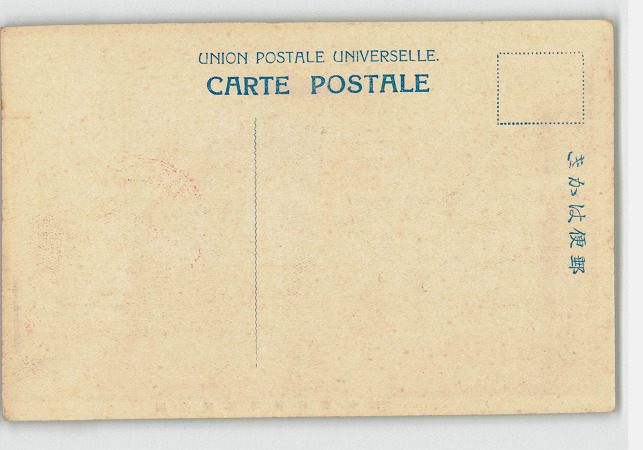 UNION POSTALE UNIVERSELLE.
CARTE POSTALE
郵便はかき